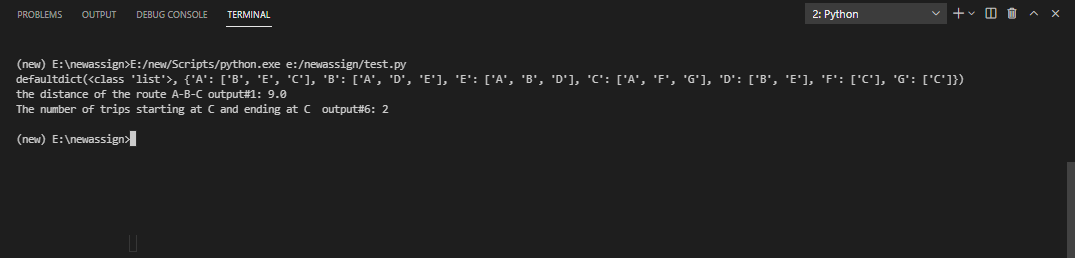 PROBLEMS OUTPUT DEBUG CONSOLE TERMINAL 2: Python
(new) E:\newassign>E:/new/Scripts/python.exe e:/newassign/test.py
defaultdict(<class 'list'>, {'A': ['B', 'E', 'C'], 'B': ['A', 'D', 'E'], 'E': ['A', 'B', 'D'], 'C': ['A', 'F', 'G'], 'D': ['B', 'E'], 'F': ['C'], 'G': ['C']})
the distance of the route A-B-C output#1: 9.0
The number of trips starting at C and ending at C  output#6: 2
(new) E:\newassign>